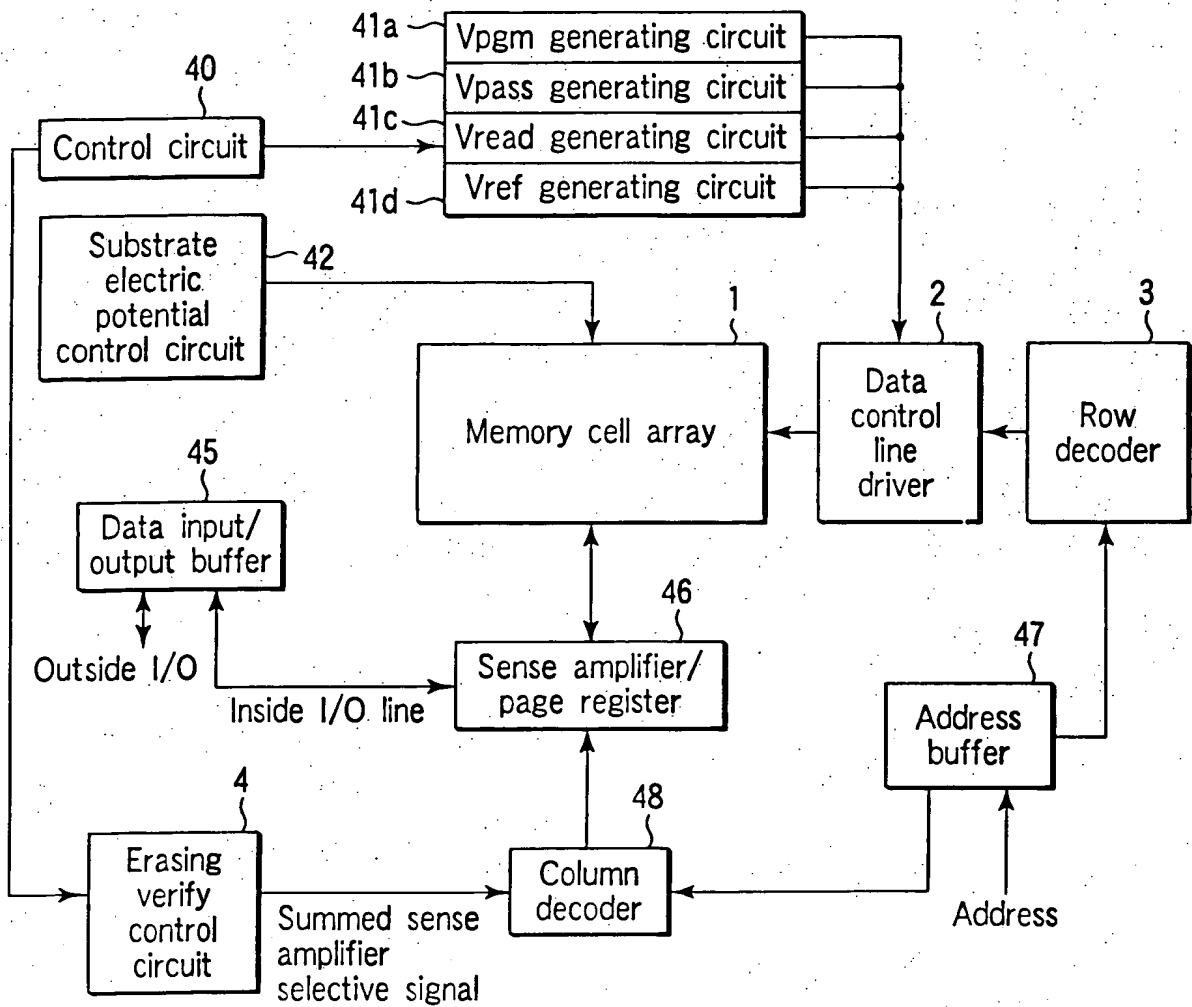 41a
Vpgm generating circuit
41b
Vpass generating circuit
40
41c
Control circuit
Vread generating circuit
41d
Vref generating circuit
Substrate
electric
potential
control circuit
42
1
2
3
Memory cell array
Data
control
line
driver
Row
decoder
45
Data input/
output buffer
46
47
Outside I/O
Inside I/O line
Sense amplifier/
page register
Address
buffer
4
48
Erasing
verify
control
circuit
Summed sense
amplifier
selective signal
Column
decoder
Address